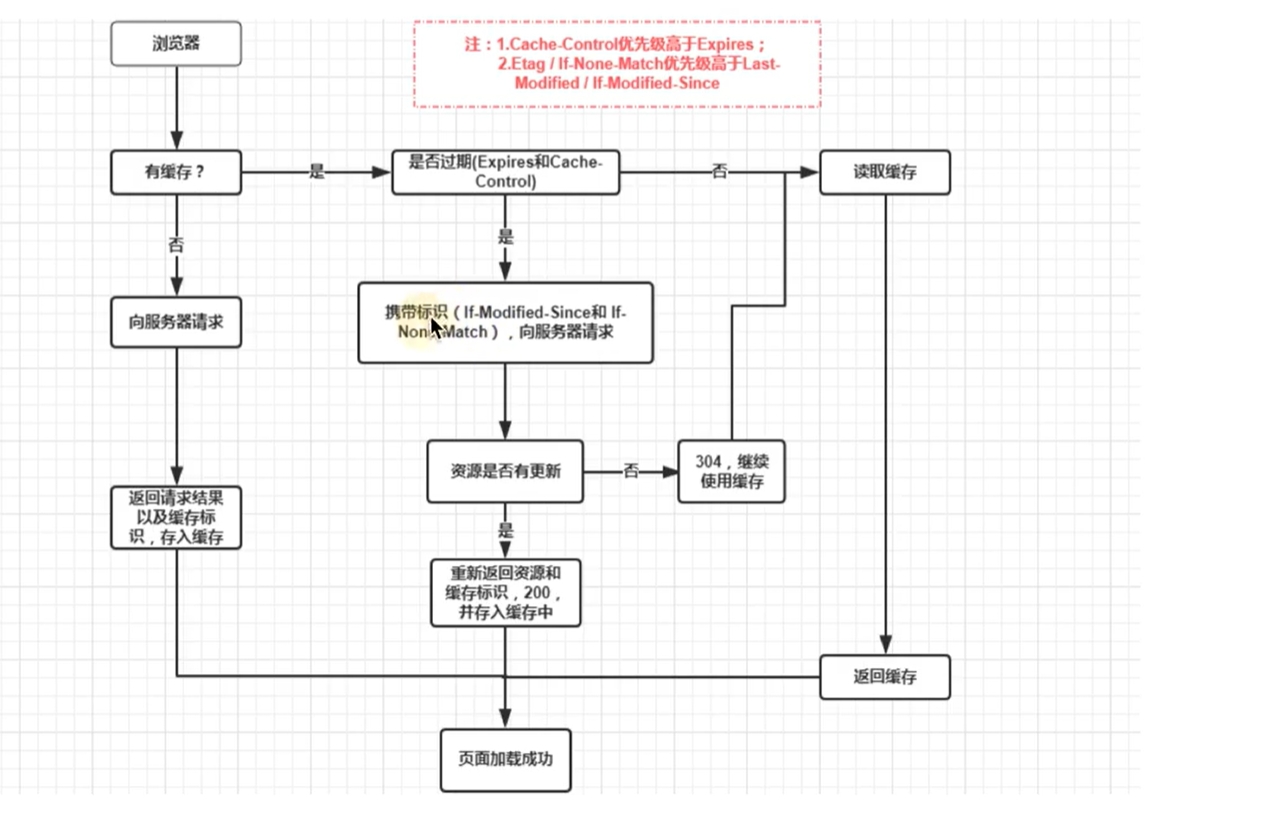 浏览器
注：1.Cache-Control优先级高于Expires；
2.Etag / If-None-Match优先级高于Last-
Modified / If-Modified-Since
有缓存？
是
是否过期(Expires和Cache-
Control)
否
读取缓存
否
是
向服务器请求
携带标识（If-Modified-Since和 If-
None-Match），向服务器请求
资源是否有更新
否
304，继续
使用缓存
返回请求结果
以及缓存标
识，存入缓存
是
重新返回资源和
缓存标识，200，
并存入缓存中
返回缓存
页面加载成功